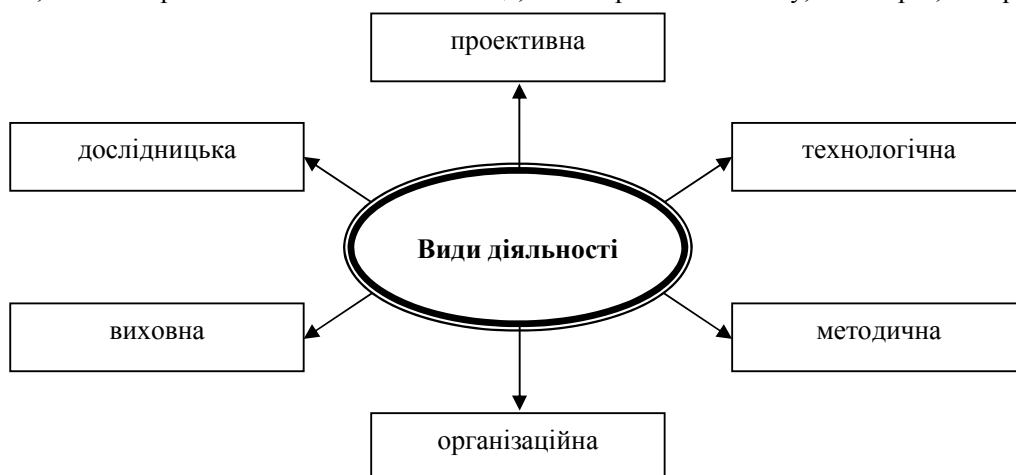 проективна
дослідницька
технологічна
Види діяльності
виховна
методична
організаційна